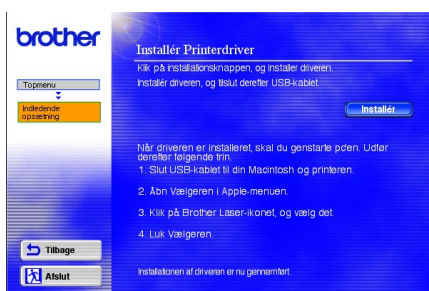 brother
Installér Printerdriver
Klik på installationsknappen, og installer driveren.
Installér driveren, og tilslut derefter USB-kablet.
Topmenu
Indledende
opsætning
Installér
Når driveren er installeret, skal du genstarte pc'en. Udfør
derefter følgende trin.
1. Slut USB-kablet til din Macintosh og printeren.
2. Åbn Vælgeren i Apple-menuen.
3. Klik på Brother Laser-ikonet, og vælg det.
4. Luk Vælgeren.
Tilbage
Afslut
Installationen af driveren er nu gennemført.